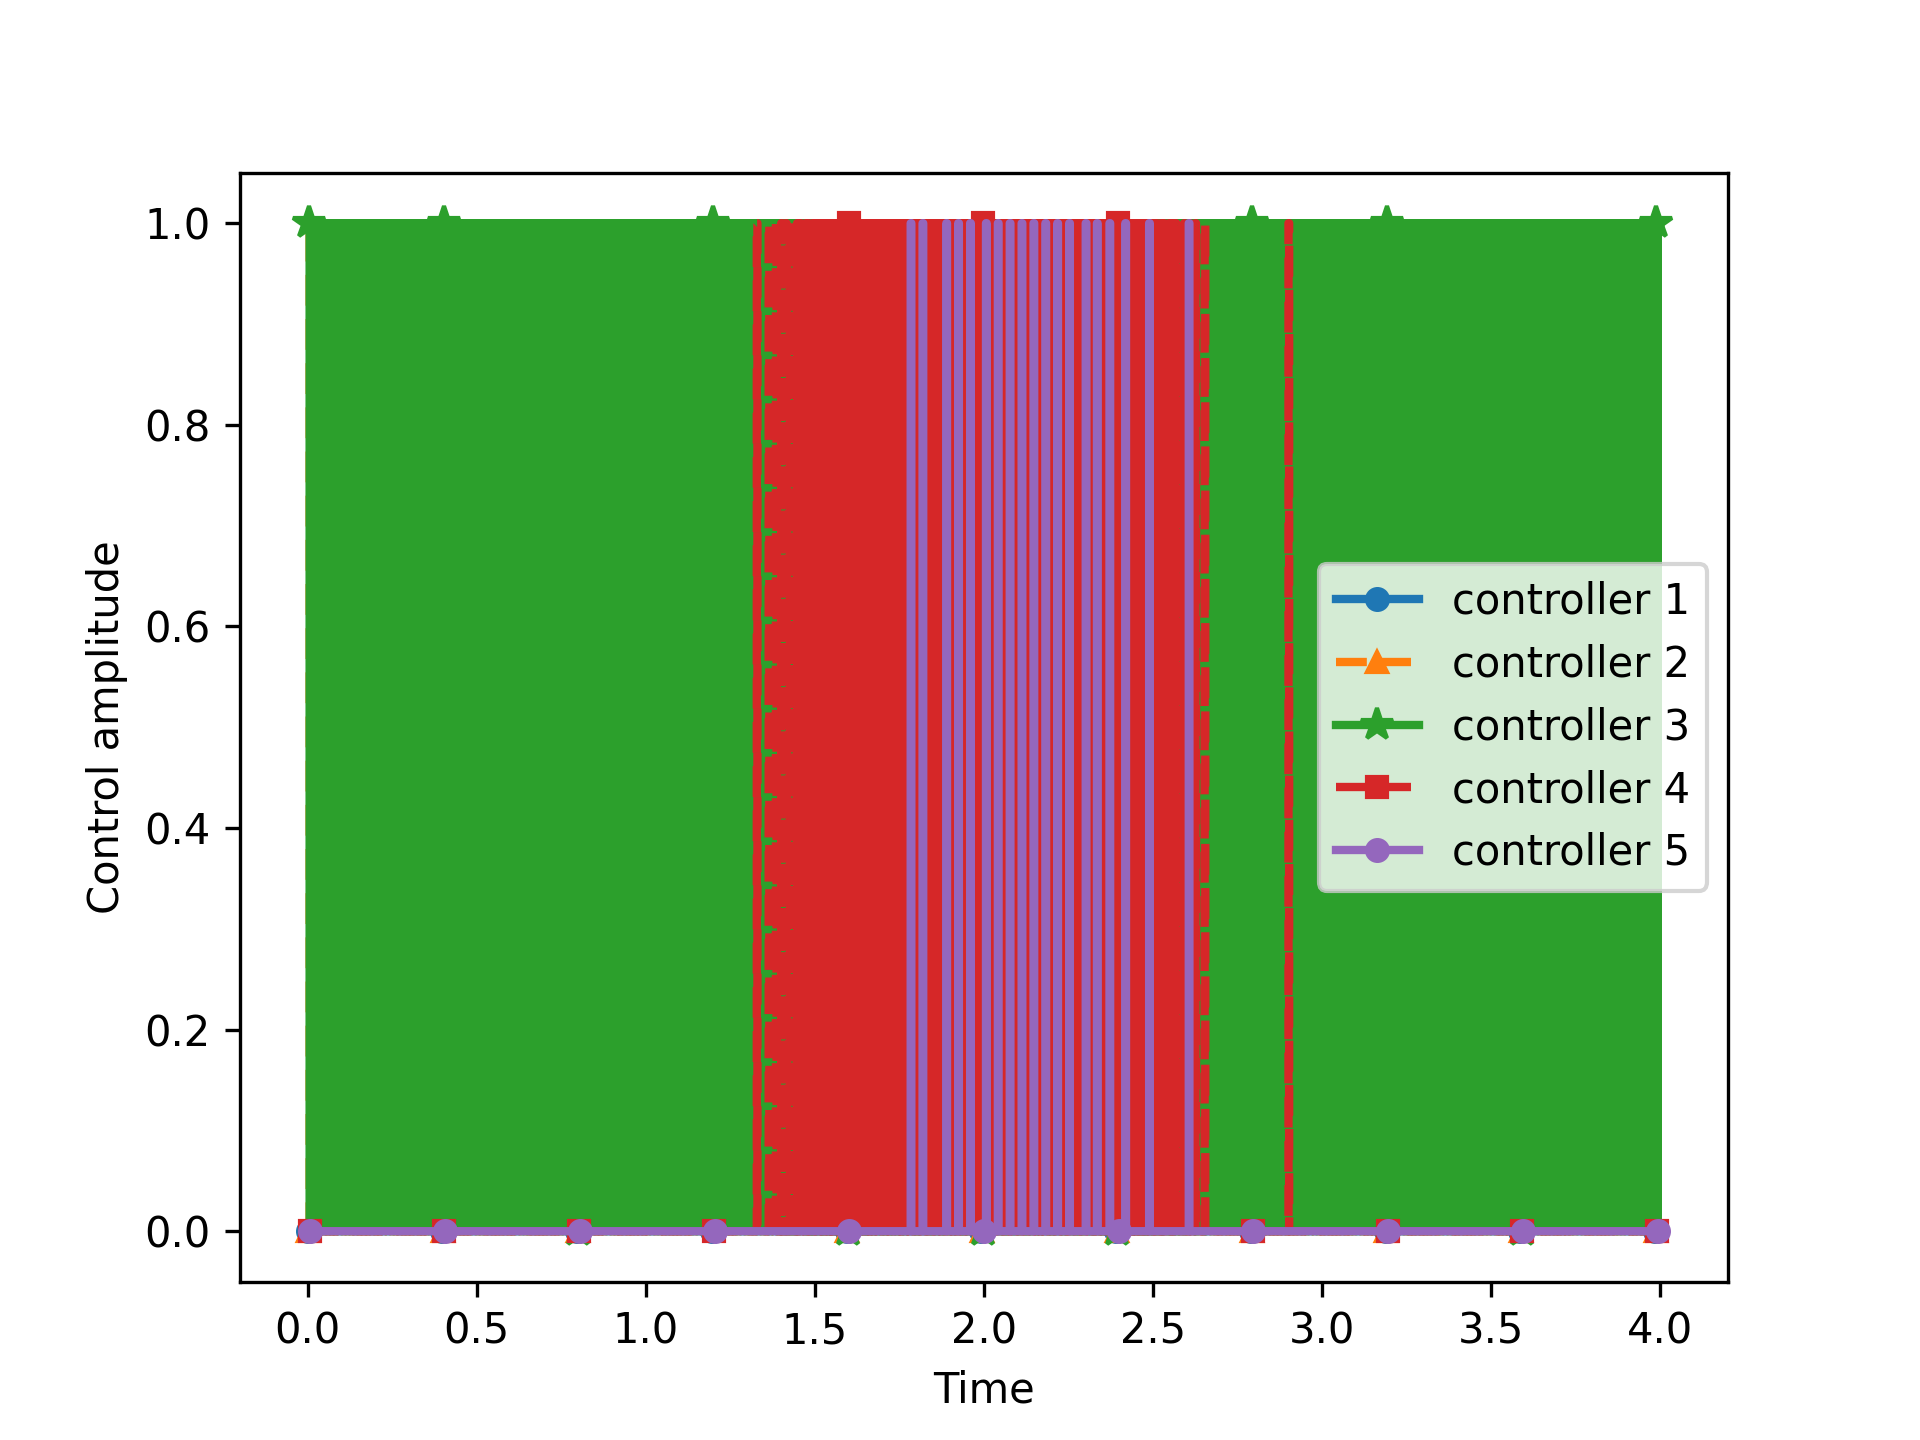 1.0
0.8
0.6
0.4
0.2
0.0
Control amplitude
controller 1
controller 2
controller 3
controller 4
controller 5
0.0 0.5 1.0 1.5 2.0 2.5 3.0 3.5 4.0
Time